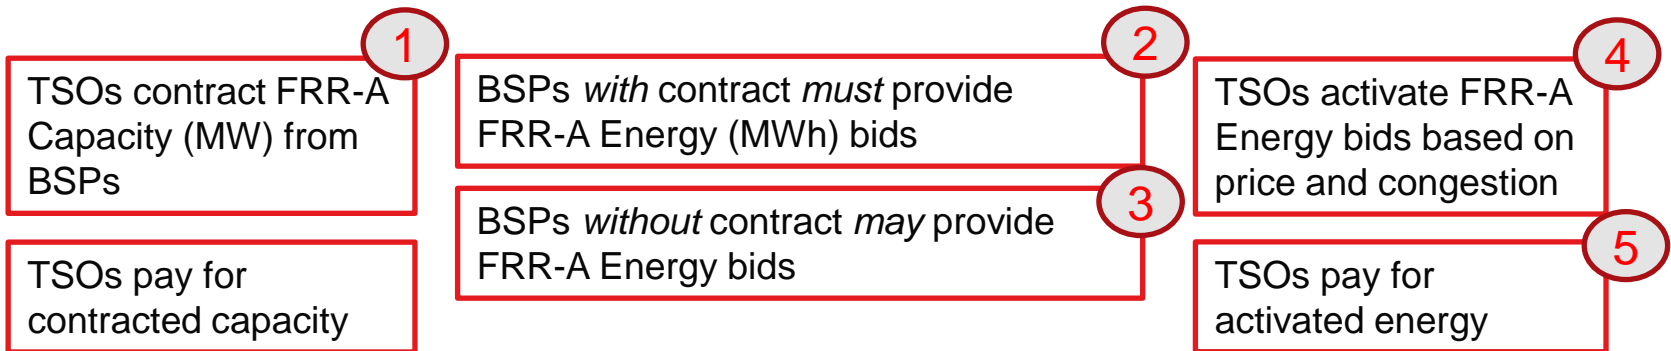 1
TSOs contract FRR-A
Capacity (MW) from
BSPs
TSOs pay for
contracted capacity
2
BSPs with contract must provide
FRR-A Energy (MWh) bids
3
BSPs without contract may provide
FRR-A Energy bids
4
TSOs activate FRR-A
Energy bids based on
price and congestion
5
TSOs pay for
activated energy